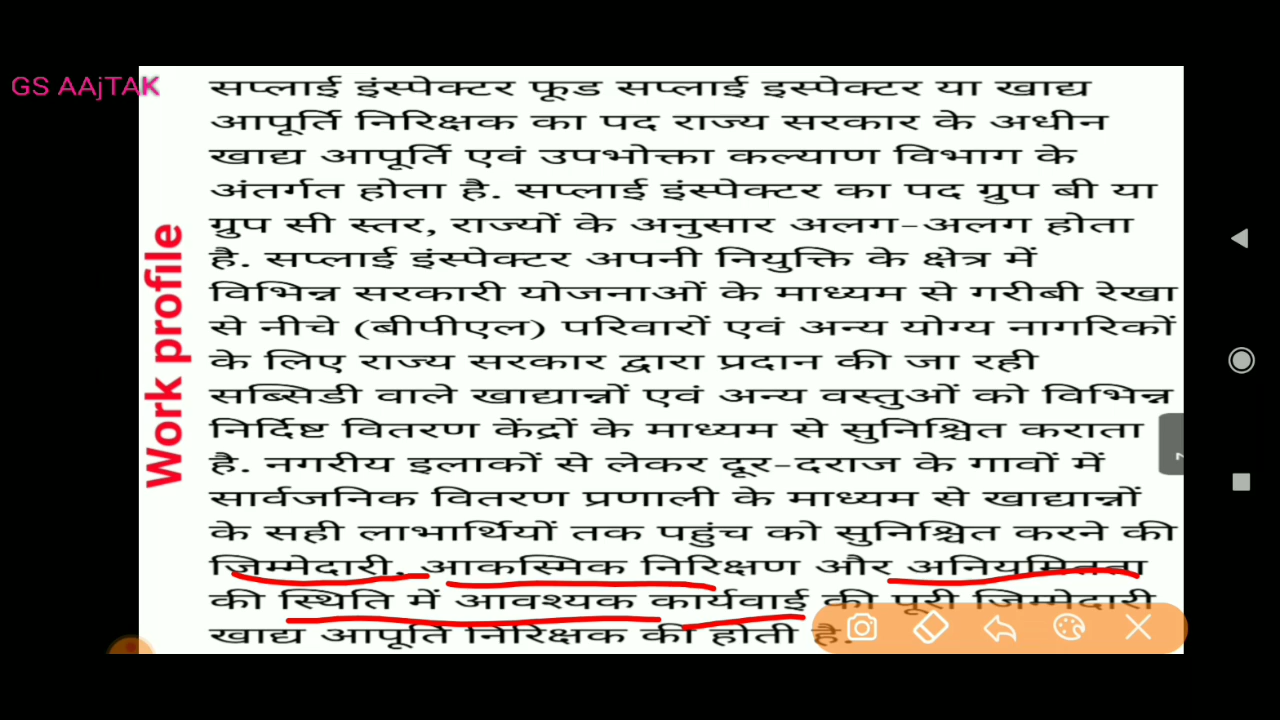 GS AAjTAK
Work profile
सप्लाई इंस्पेक्टर फूड सप्लाई इस्पेक्टर या खाद्य
आपूर्ति निरिक्षक का पद राज्य सरकार के अधीन
खाद्य आपूर्ति एवं उपभोक्ता कल्याण विभाग के
अंतर्गत होता है. सप्लाई इंस्पेक्टर का पद ग्रुप बी या
ग्रुप सी स्तर, राज्यों के अनुसार अलग-अलग होता
है. सप्लाई इंस्पेक्टर अपनी नियुक्ति के क्षेत्र में
विभिन्न सरकारी योजनाओं के माध्यम से गरीबी रेखा
से नीचे (बीपीएल) परिवारों एवं अन्य योग्य नागरिकों
के लिए राज्य सरकार द्वारा प्रदान की जा रही
सब्सिडी वाले खाद्यान्नों एवं अन्य वस्तुओं को विभिन्न
निर्दिष्ट वितरण केंद्रों के माध्यम से सुनिश्चित कराता
है. नगरीय इलाकों से लेकर दूर-दराज के गावों में
सार्वजनिक वितरण प्रणाली के माध्यम से खाद्यान्नों
के सही लाभार्थियों तक पहुंच को सुनिश्चित करने की
जिम्मेदारी, आकस्मिक निरिक्षण और अनियमितता
की स्थिति में आवश्यक कार्यवाई की पूरी जिम्मेदारी
खाद्य आपूर्ति निरिक्षक की होती है.